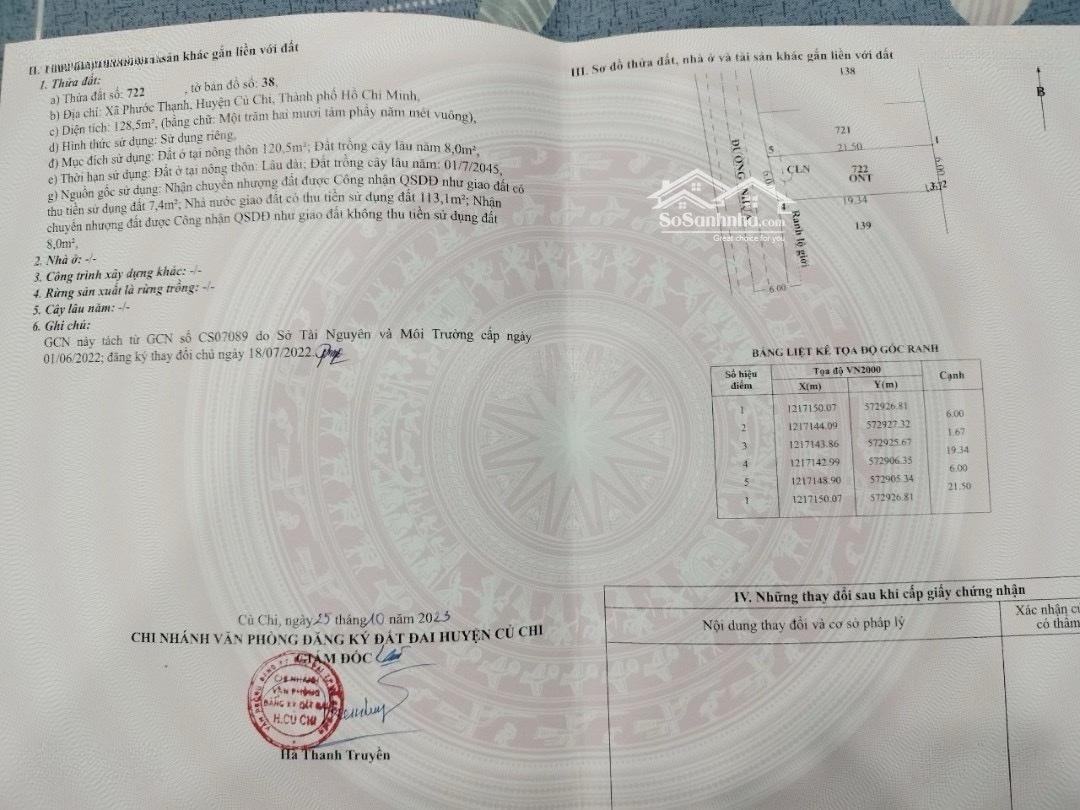 II. sản khác gắn liền với đất
1. Thửa đất:
a) Thửa đất số: 722 , tờ bản đồ số: 38,
b) Địa chỉ: Xã Phước Thạnh, Huyện Củ Chi, Thành phố Hồ Chí Minh,
c) Diện tích: 128,5m², (bằng chữ: Một trăm hai mươi tám phẩy năm mét vuông),
d) Hình thức sử dụng: Sử dụng riêng,
đ) Mục đích sử dụng: Đất ở tại nông thôn 120,5m²; Đất trồng cây lâu năm 8,0m²,
e) Thời hạn sử dụng: Đất ở tại nông thôn: Lâu dài; Đất trồng cây lâu năm: 01/7/2045,
g) Nguồn gốc sử dụng: Nhận chuyển nhượng đất được Công nhận QSDĐ như giao đất có
thu tiền sử dụng đất 7,4m²; Nhà nước giao đất có thu tiền sử dụng đất 113,1m²; Nhận
chuyển nhượng đất được Công nhận QSDĐ như giao đất không thu tiền sử dụng đất
8,0m²,
2. Nhà ở: -/-
3. Công trình xây dựng khác: -/-
4. Rừng sản xuất là rừng trồng: -/-
5. Cây lâu năm: -/-
6. Ghi chú:
GCN này tách từ GCN số CS07089 do Sở Tài Nguyên và Môi Trường cấp ngày
01/06/2022; đăng ký thay đổi chủ ngày 18/07/2022.
Củ Chi, ngày 25 tháng 10 năm 2023
CHI NHÁNH VĂN PHÒNG ĐĂNG KÝ ĐẤT ĐAI HUYỆN CỦ CHI
GIÁM ĐỐC
CHI NHÁNH
VĂN PHÒNG
ĐĂNG KÝ ĐẤT ĐAI
H.CỦ CHI
Hà Thanh Truyền
III. Sơ đồ thửa đất, nhà ở và tài sản khác gắn liền với đất
138
B
721
21.50
1
5
ĐƯỜNG NHỰA
6.00
CLN
722
ONT
6.00
19.34
4
139
Ranh lộ giới
6.00
SoSanhnha.com
Great choice for you
BẢNG LIỆT KÊ TỌA ĐỘ GÓC RANH
Số hiệu điểm Tọa độ VN2000 Cạnh
X(m) Y(m)
1 1217150.07 572926.81
6.00
2 1217144.09 572927.32
1.67
3 1217143.86 572925.67
19.34
4 1217142.99 572906.35
6.00
5 1217148.90 572905.34
21.50
1 1217150.07 572926.81
IV. Những thay đổi sau khi cấp giấy chứng nhận
Nội dung thay đổi và cơ sở pháp lý
Xác nhận
có thẩm